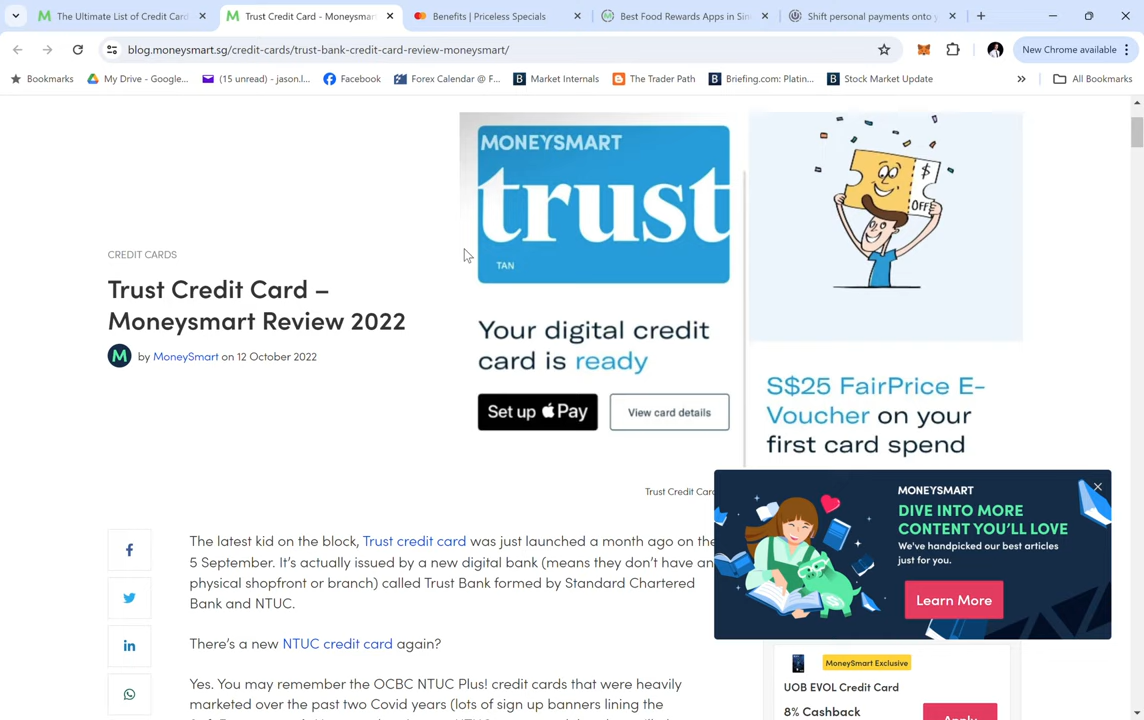 The Ultimate List of Credit Card
Trust Credit Card - Moneysmar
Benefits | Priceless Specials
Best Food Rewards Apps in Sin
Shift personal payments onto y
blog.moneysmart.sg/credit-cards/trust-bank-credit-card-review-moneysmart/
New Chrome available
Bookmarks
My Drive - Google...
(15 unread) - jason.l...
Facebook
Forex Calendar @ F...
Market Internals
The Trader Path
Briefing.com: Platin...
Stock Market Update
»
All Bookmarks
CREDIT CARDS
Trust Credit Card –
Moneysmart Review 2022
by MoneySmart on 12 October 2022
MONEYSMART
trust
TAN
Your digital credit
card is ready
Set up Pay
View card details
$
OFF
S$25 FairPrice E-
Voucher on your
first card spend
Trust Credit Card
The latest kid on the block, Trust credit card was just launched a month ago on the
5 September. It's actually issued by a new digital bank (means they don't have an
physical shopfront or branch) called Trust Bank formed by Standard Chartered
Bank and NTUC.
There's a new NTUC credit card again?
Yes. You may remember the OCBC NTUC Plus! credit cards that were heavily
marketed over the past two Covid years (lots of sign up banners lining the
MONEYSMART
DIVE INTO MORE
CONTENT YOU'LL LOVE
We've handpicked our best articles
just for you.
Learn More
MoneySmart Exclusive
UOB EVOL Credit Card
8% Cashback
Apply